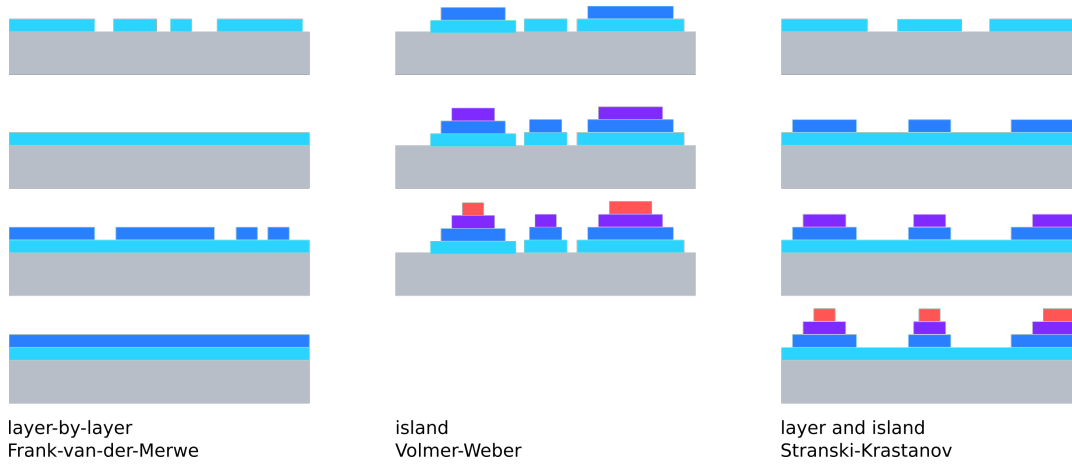 layer-by-layer
Frank-van-der-Merwe
island
Volmer-Weber
layer and island
Stranski-Krastanov